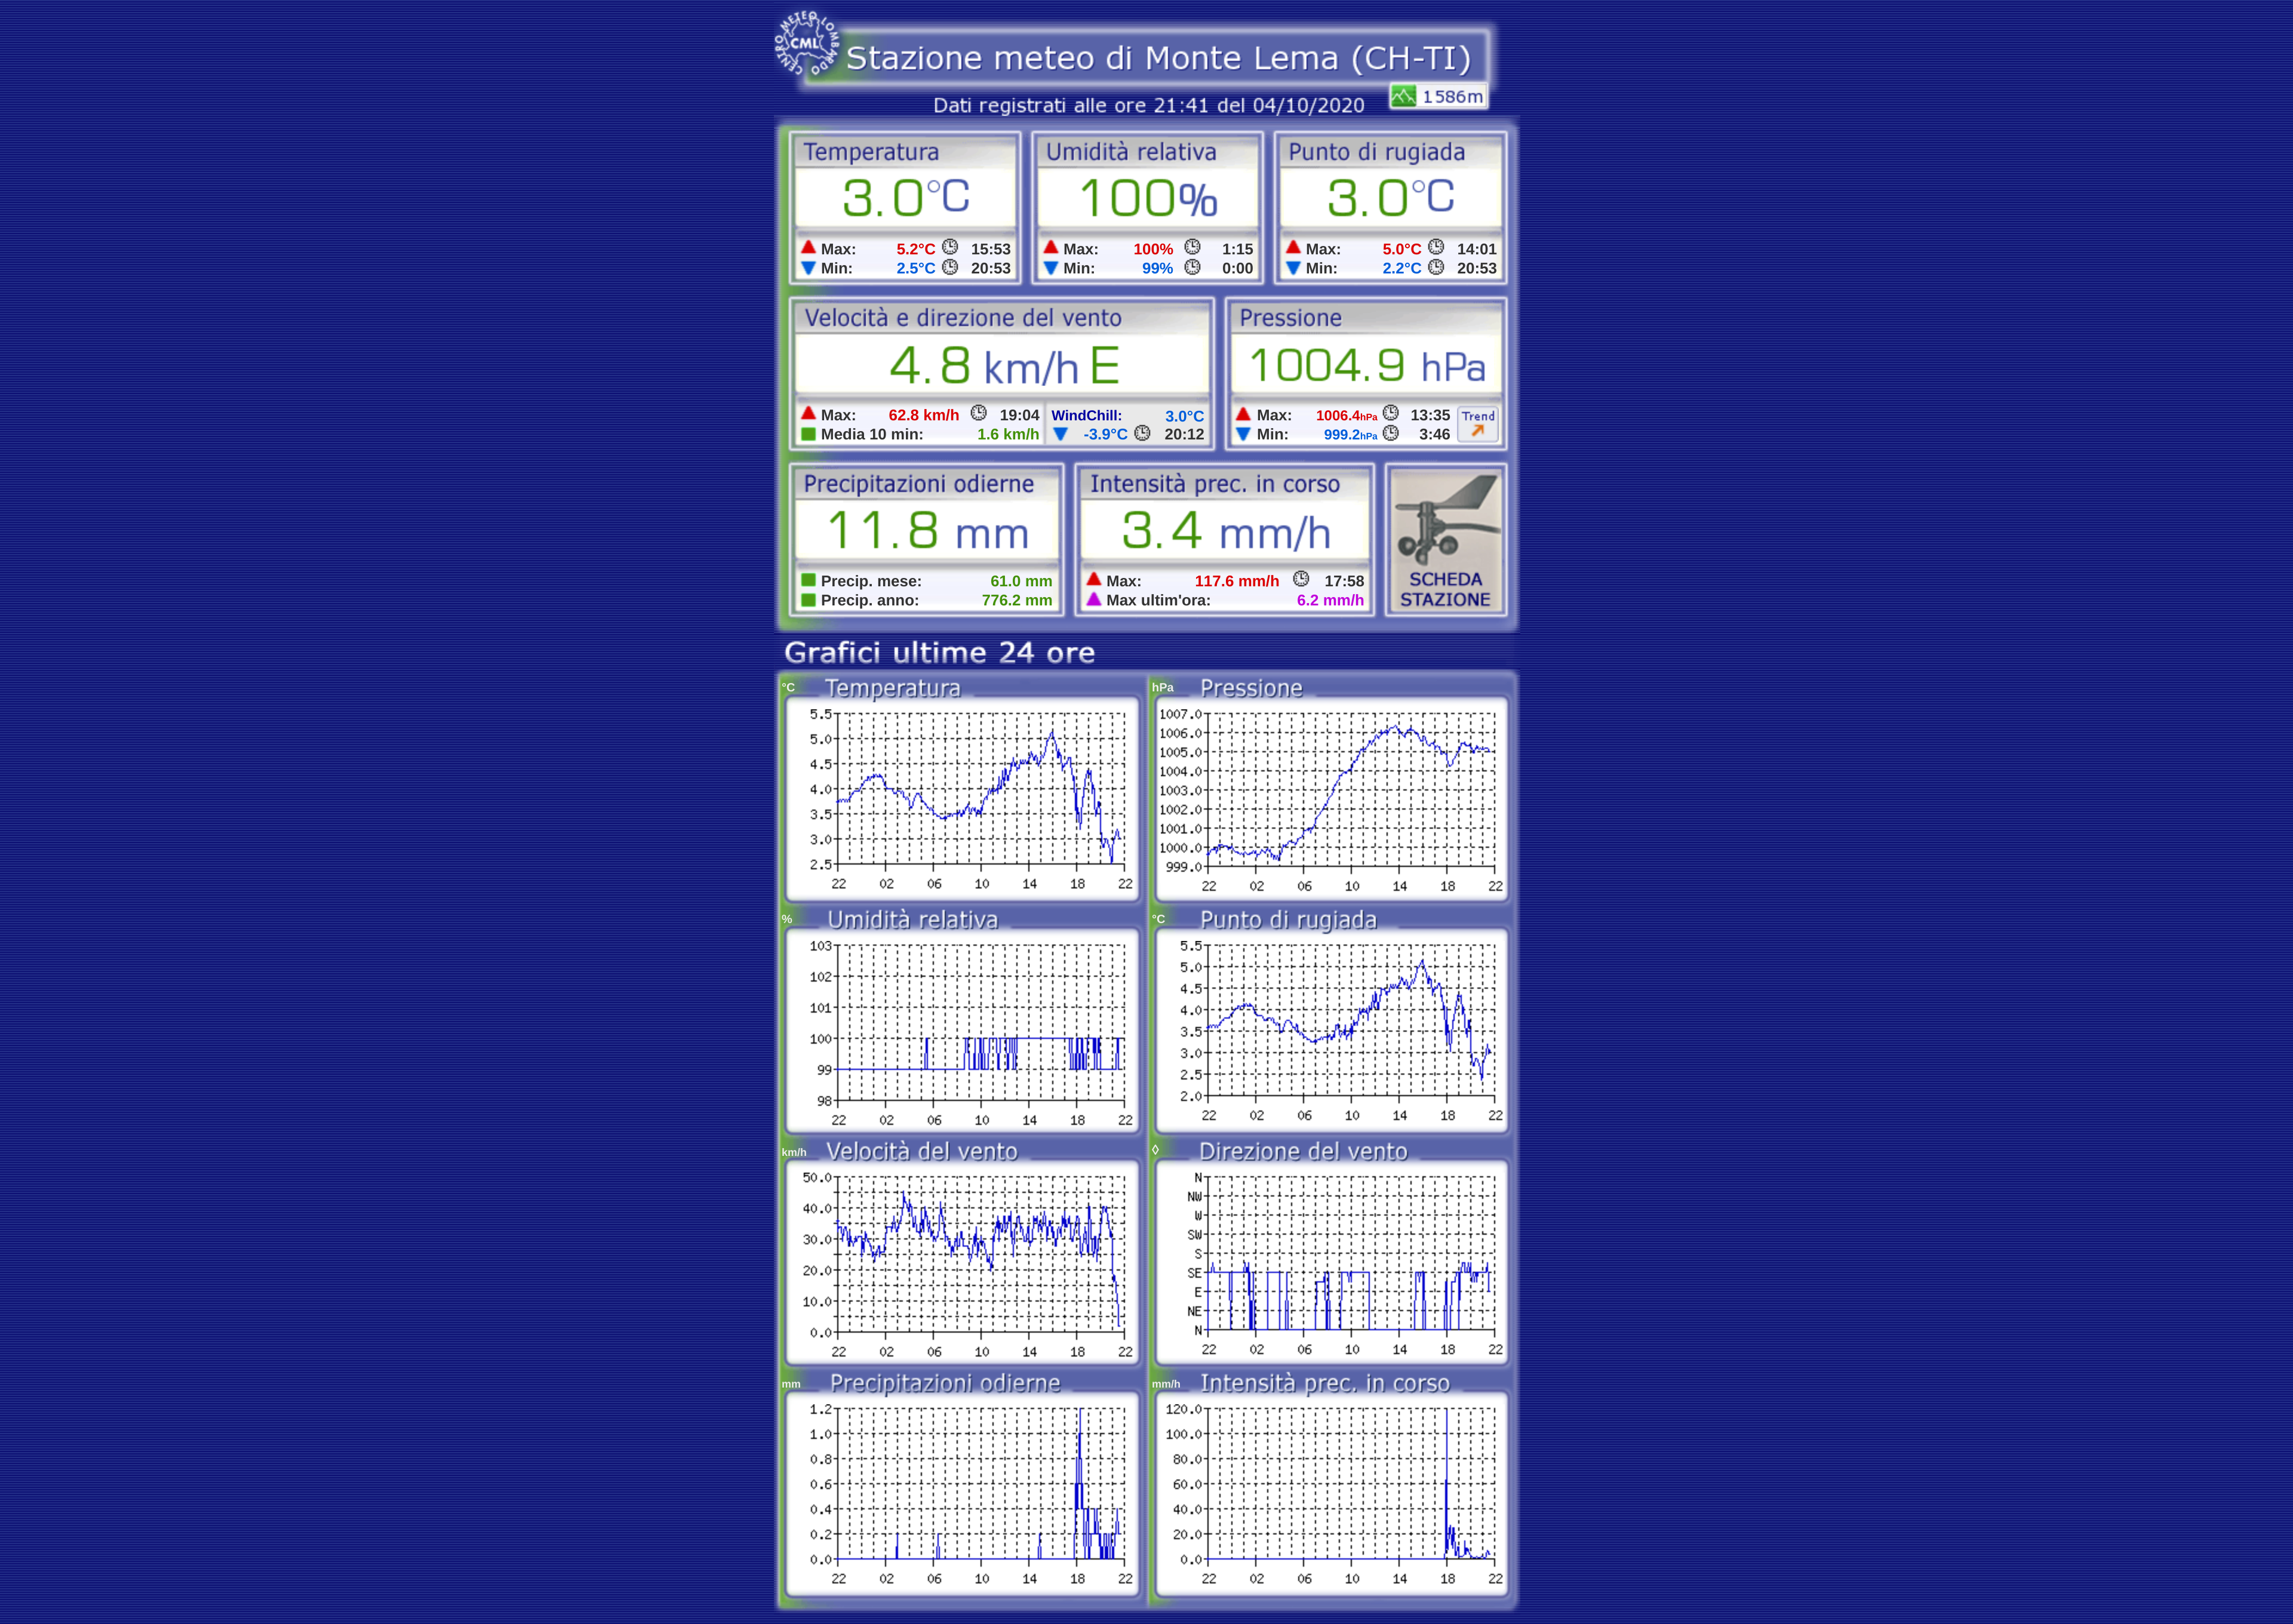 CENTRO METEO LOMBARDO
CML
Stazione meteo di Monte Lema (CH-TI)
Dati registrati alle ore 21:41 del 04/10/2020
1586m
Temperatura Umidità relativa Punto di rugiada
3.0°C 100% 3.0°C
Max: 5.2°C 15:53 Max: 100% 1:15 Max: 5.0°C 14:01
Min: 2.5°C 20:53 Min: 99% 0:00 Min: 2.2°C 20:53
Velocità e direzione del vento Pressione
4.8 km/h E 1004.9 hPa
Max: 62.8 km/h 19:04 WindChill: 3.0°C Max: 1006.4hPa 13:35 Trend
Media 10 min: 1.6 km/h -3.9°C 20:12 Min: 999.2hPa 3:46
Precipitazioni odierne Intensità prec. in corso
11.8 mm 3.4 mm/h
Precip. mese: 61.0 mm Max: 117.6 mm/h 17:58 SCHEDA
Precip. anno: 776.2 mm Max ultim'ora: 6.2 mm/h STAZIONE
Grafici ultime 24 ore
°C Temperatura
5.5
5.0
4.5
4.0
3.5
3.0
2.5
22 02 06 10 14 18 22
hPa Pressione
1007.0
1006.0
1005.0
1004.0
1003.0
1002.0
1001.0
1000.0
999.0
22 02 06 10 14 18 22
% Umidità relativa
103
102
101
100
99
98
22 02 06 10 14 18 22
°C Punto di rugiada
5.5
5.0
4.5
4.0
3.5
3.0
2.5
2.0
22 02 06 10 14 18 22
km/h Velocità del vento
50.0
40.0
30.0
20.0
10.0
0.0
22 02 06 10 14 18 22
◊ Direzione del vento
N
NW
W
SW
S
SE
E
NE
N
22 02 06 10 14 18 22
mm Precipitazioni odierne
1.2
1.0
0.8
0.6
0.4
0.2
0.0
22 02 06 10 14 18 22
mm/h Intensità prec. in corso
120.0
100.0
80.0
60.0
40.0
20.0
0.0
22 02 06 10 14 18 22